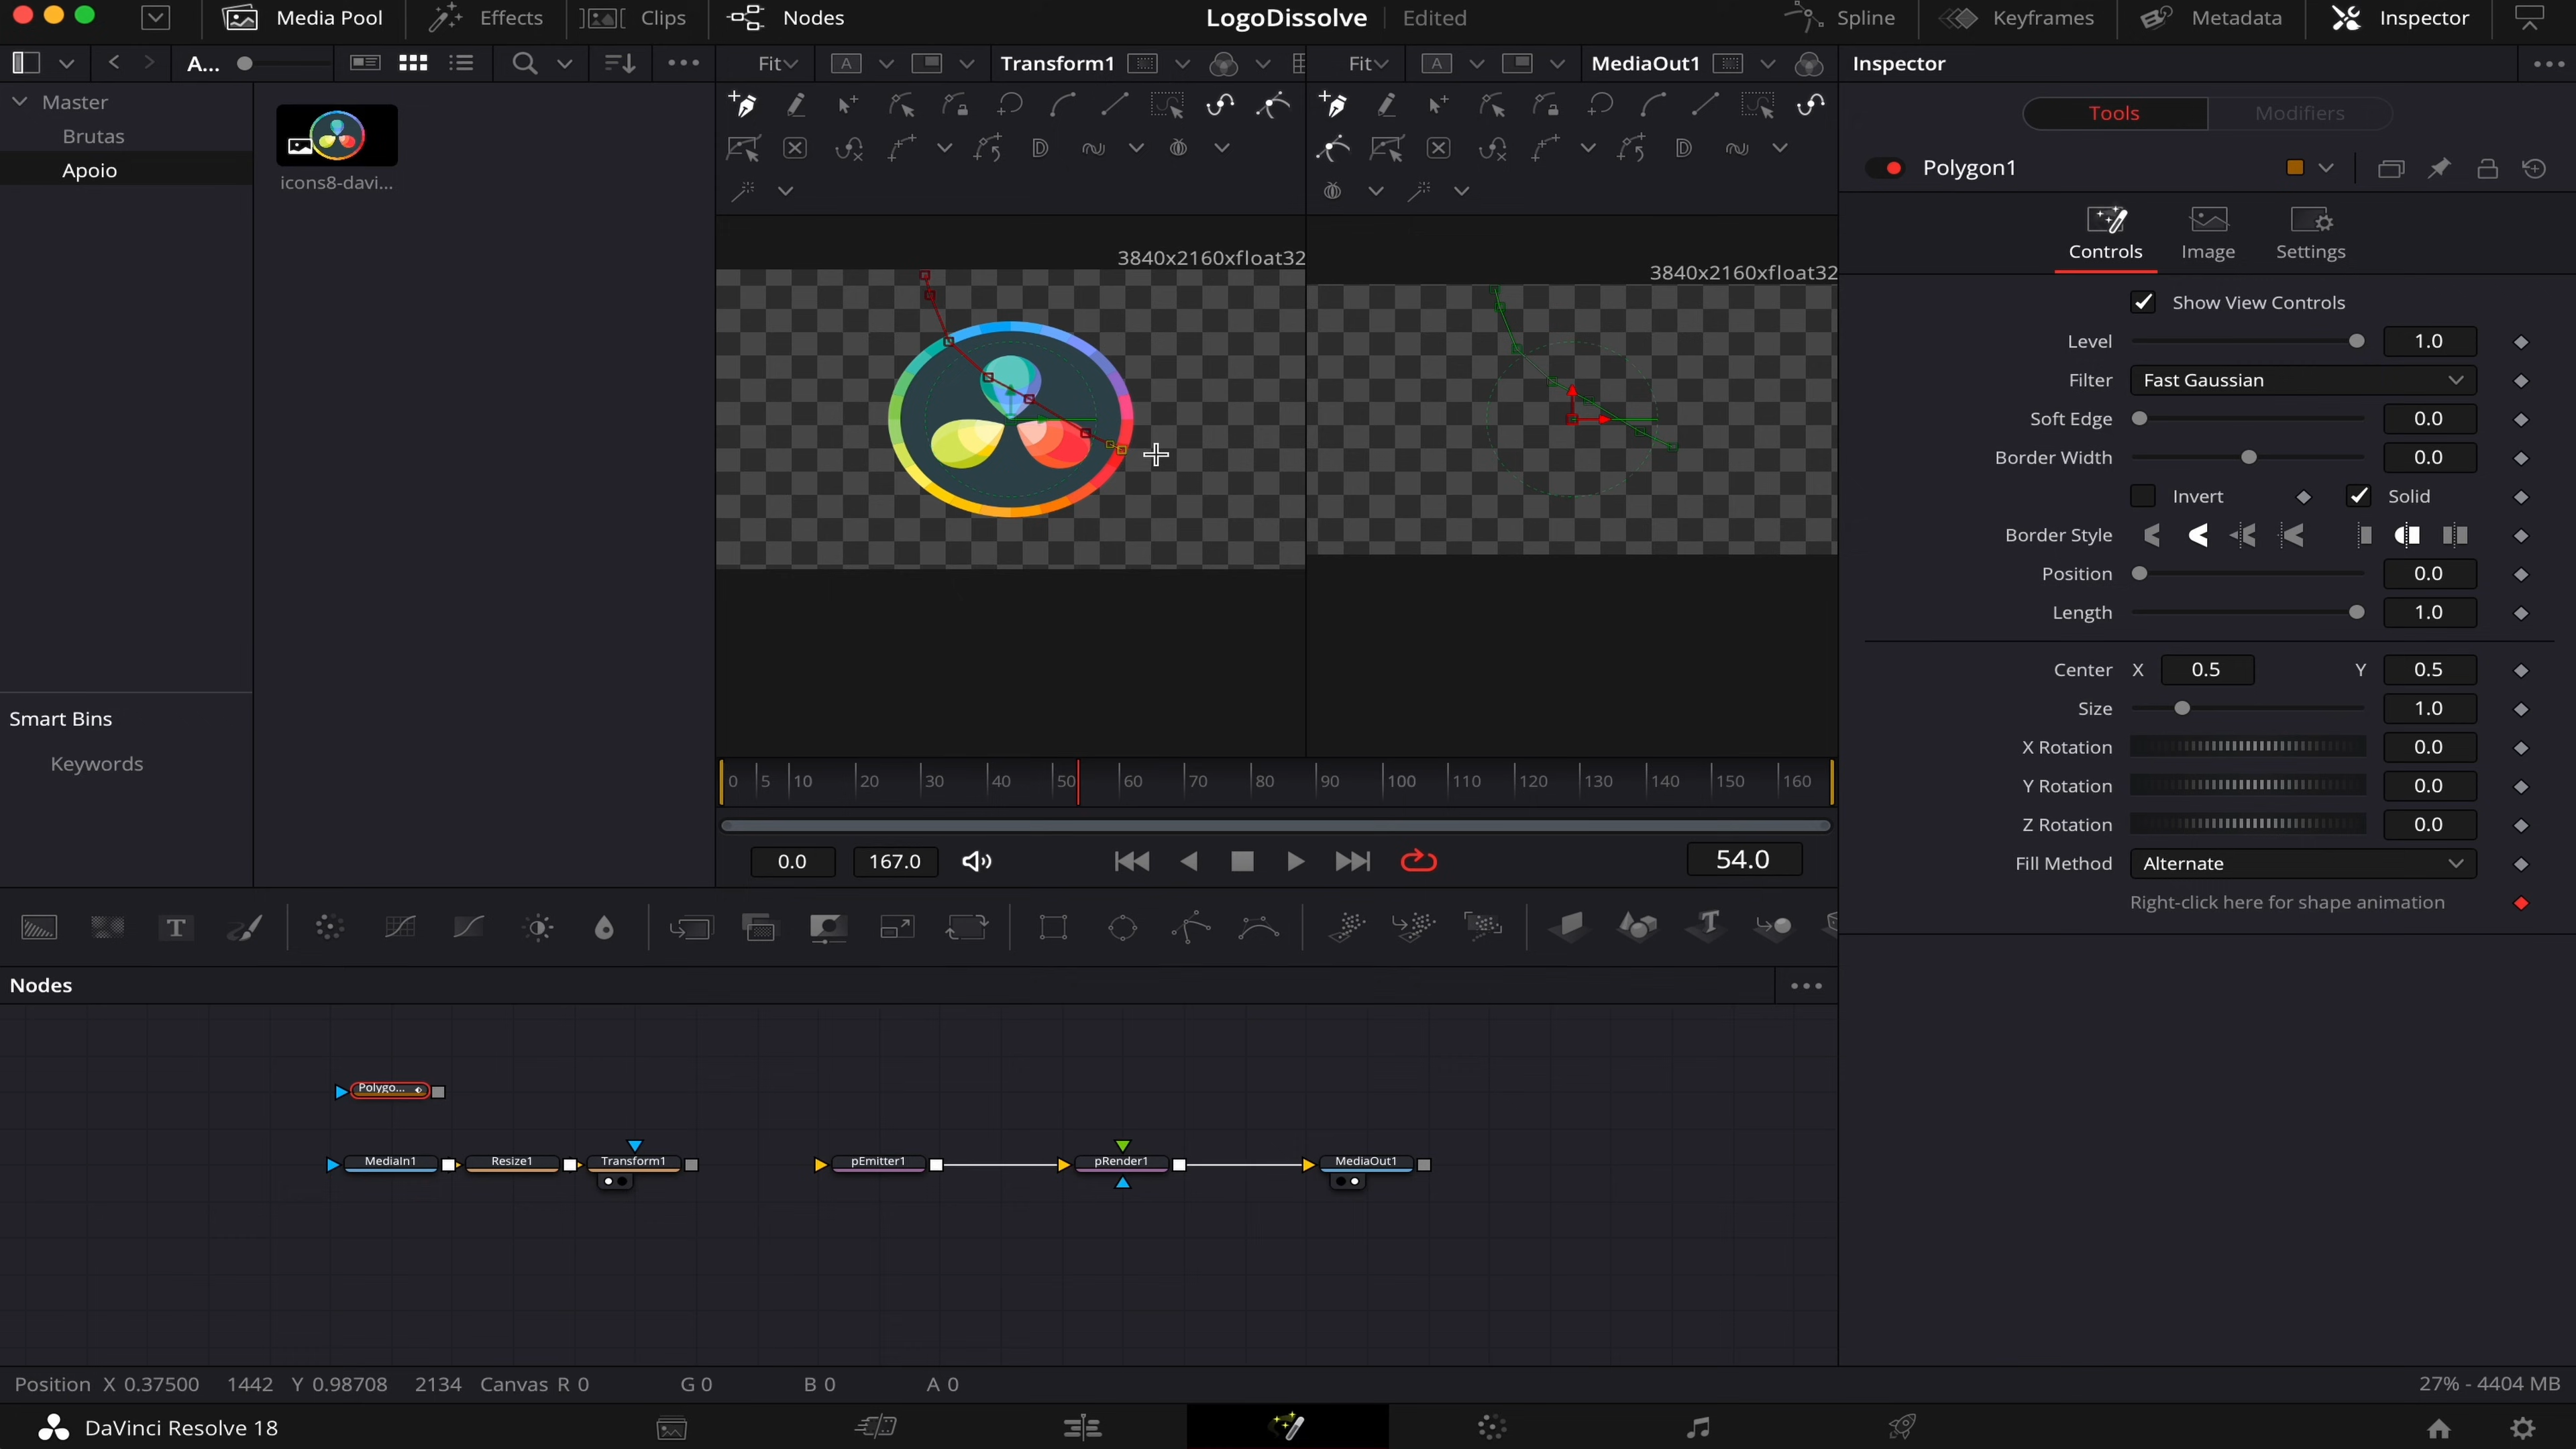 Media Pool Effects Clips Nodes LogoDissolve Edited Spline Keyframes Metadata Inspector
A... Fit Transform1 Fit MediaOut1 Inspector
Master
Brutas
Apoio
icons8-davi...
3840x2160xfloat32
3840x2160xfloat32
Tools Modifiers
Polygon1
Controls Image Settings
Show View Controls
Level 1.0
Filter Fast Gaussian
Soft Edge 0.0
Border Width 0.0
Invert Solid
Border Style
Position 0.0
Length 1.0
Center X 0.5 Y 0.5
Size 1.0
X Rotation 0.0
Y Rotation 0.0
Z Rotation 0.0
Fill Method Alternate
Right-click here for shape animation
Smart Bins
Keywords
0 5 10 20 30 40 50 60 70 80 90 100 110 120 130 140 150 160
0.0 167.0 54.0
Nodes
Polygo...
MediaIn1 Resize1 Transform1 pEmitter1 pRender1 MediaOut1
Position X 0.37500 1442 Y 0.98708 2134 Canvas R 0 G 0 B 0 A 0 27% - 4404 MB
DaVinci Resolve 18